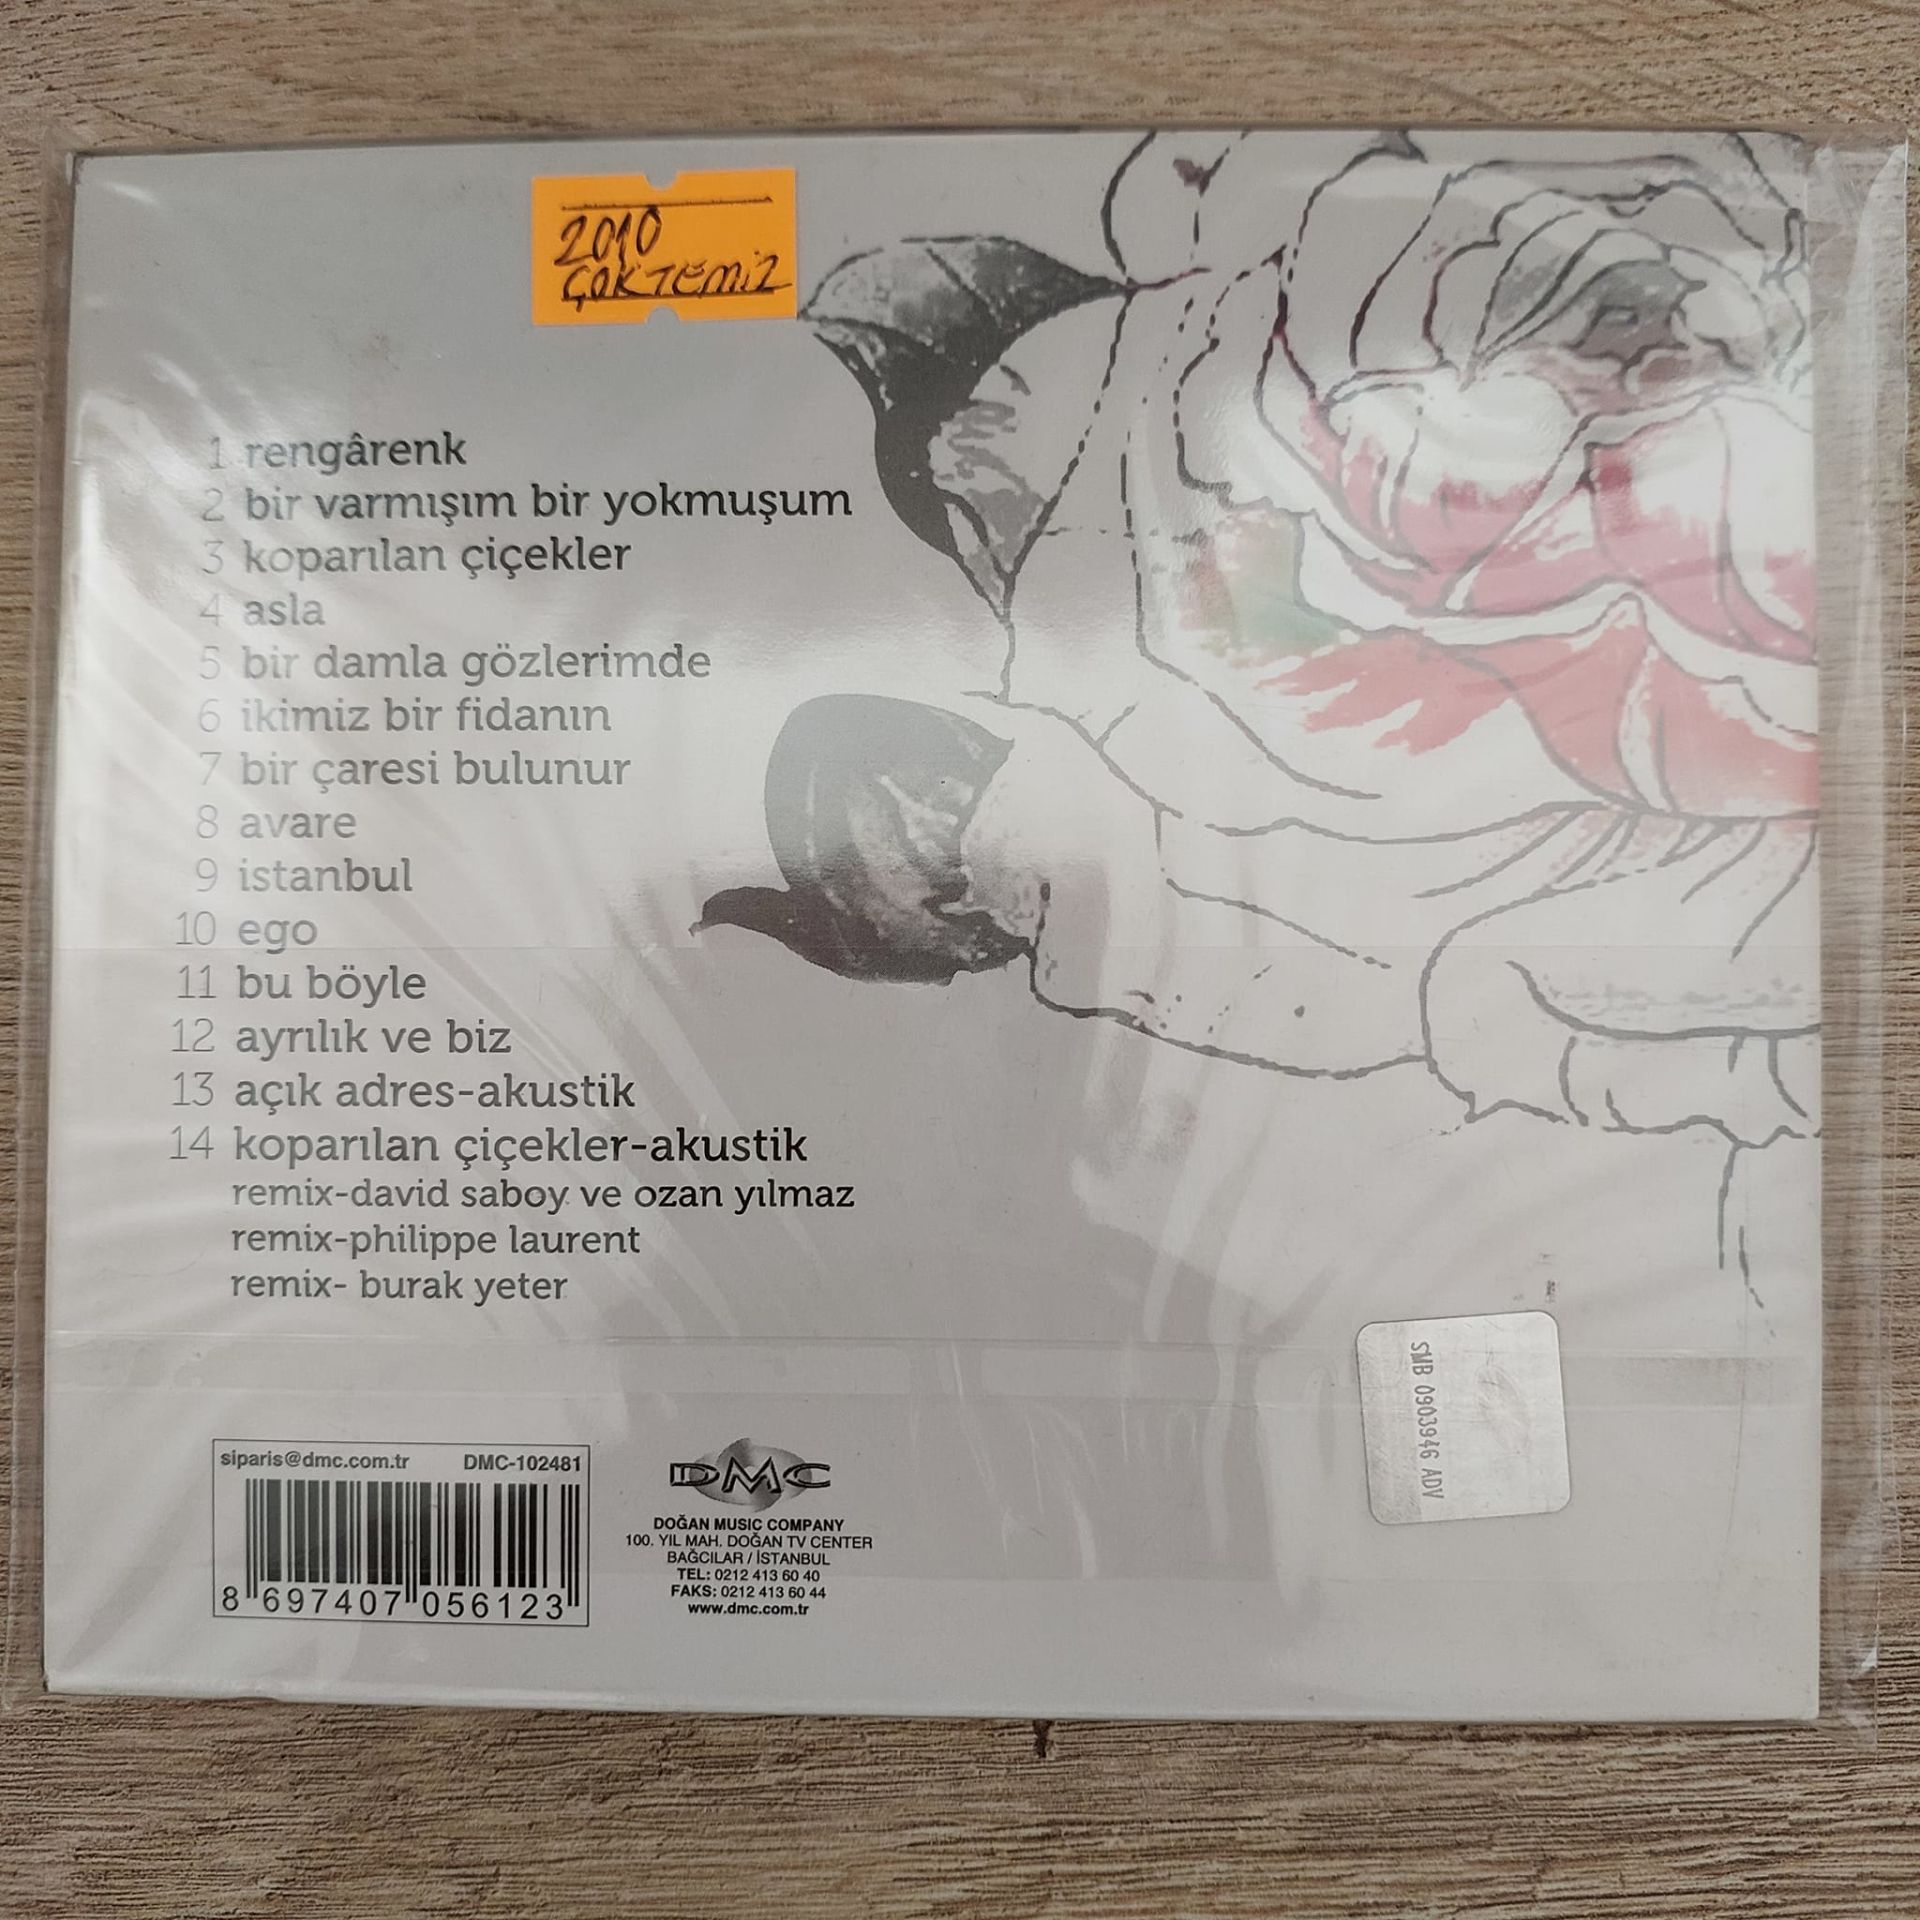 2010
ÇOK TEMİZ
1 rengârenk
2 bir varmışım bir yokmuşum
3 koparılan çiçekler
4 asla
5 bir damla gözlerimde
6 ikimiz bir fidanın
7 bir çaresi bulunur
8 avare
9 istanbul
10 ego
11 bu böyle
12 ayrılık ve biz
13 açık adres-akustik
14 koparılan çiçekler-akustik
remix-david saboy ve ozan yılmaz
remix-philippe laurent
remix- burak yeter
siparis@dmc.com.tr DMC-102481
8 697407 056123
DMC
DOĞAN MUSIC COMPANY
100. YIL MAH. DOĞAN TV CENTER
BAĞCILAR / İSTANBUL
TEL: 0212 413 60 40
FAKS: 0212 413 60 44
www.dmc.com.tr
SMB 0903946 ADV